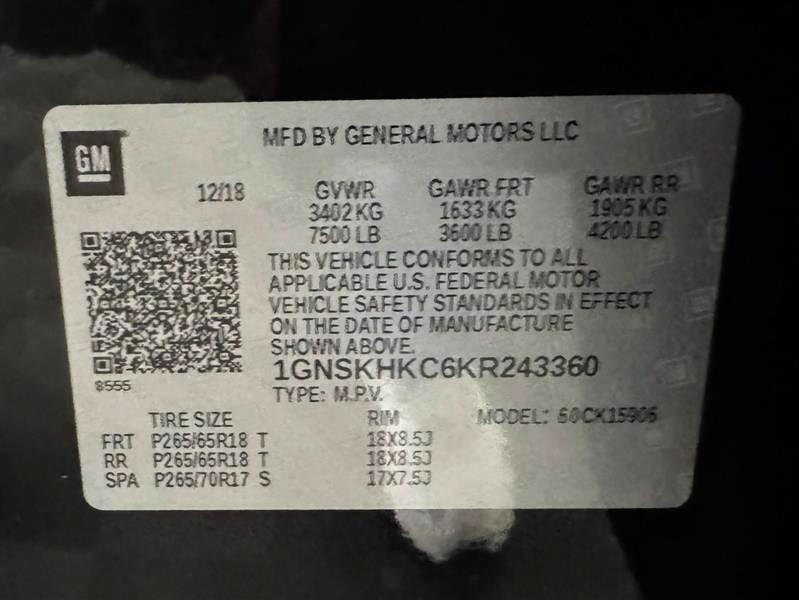 GM
MFD BY GENERAL MOTORS LLC
12/18 GVWR GAWR FRT GAWR RR
3402 KG 1633 KG 1905 KG
7500 LB 3600 LB 4200 LB
THIS VEHICLE CONFORMS TO ALL
APPLICABLE U.S. FEDERAL MOTOR
VEHICLE SAFETY STANDARDS IN EFFECT
ON THE DATE OF MANUFACTURE
SHOWN ABOVE.
1GNSKHKC6KR243360
8555
TYPE: M.P.V.
TIRE SIZE RIM MODEL:
FRT P265/65R18 T 18X8.5J
RR P265/65R18 T 18X8.5J
SPA P265/70R17 S 17X7.5J